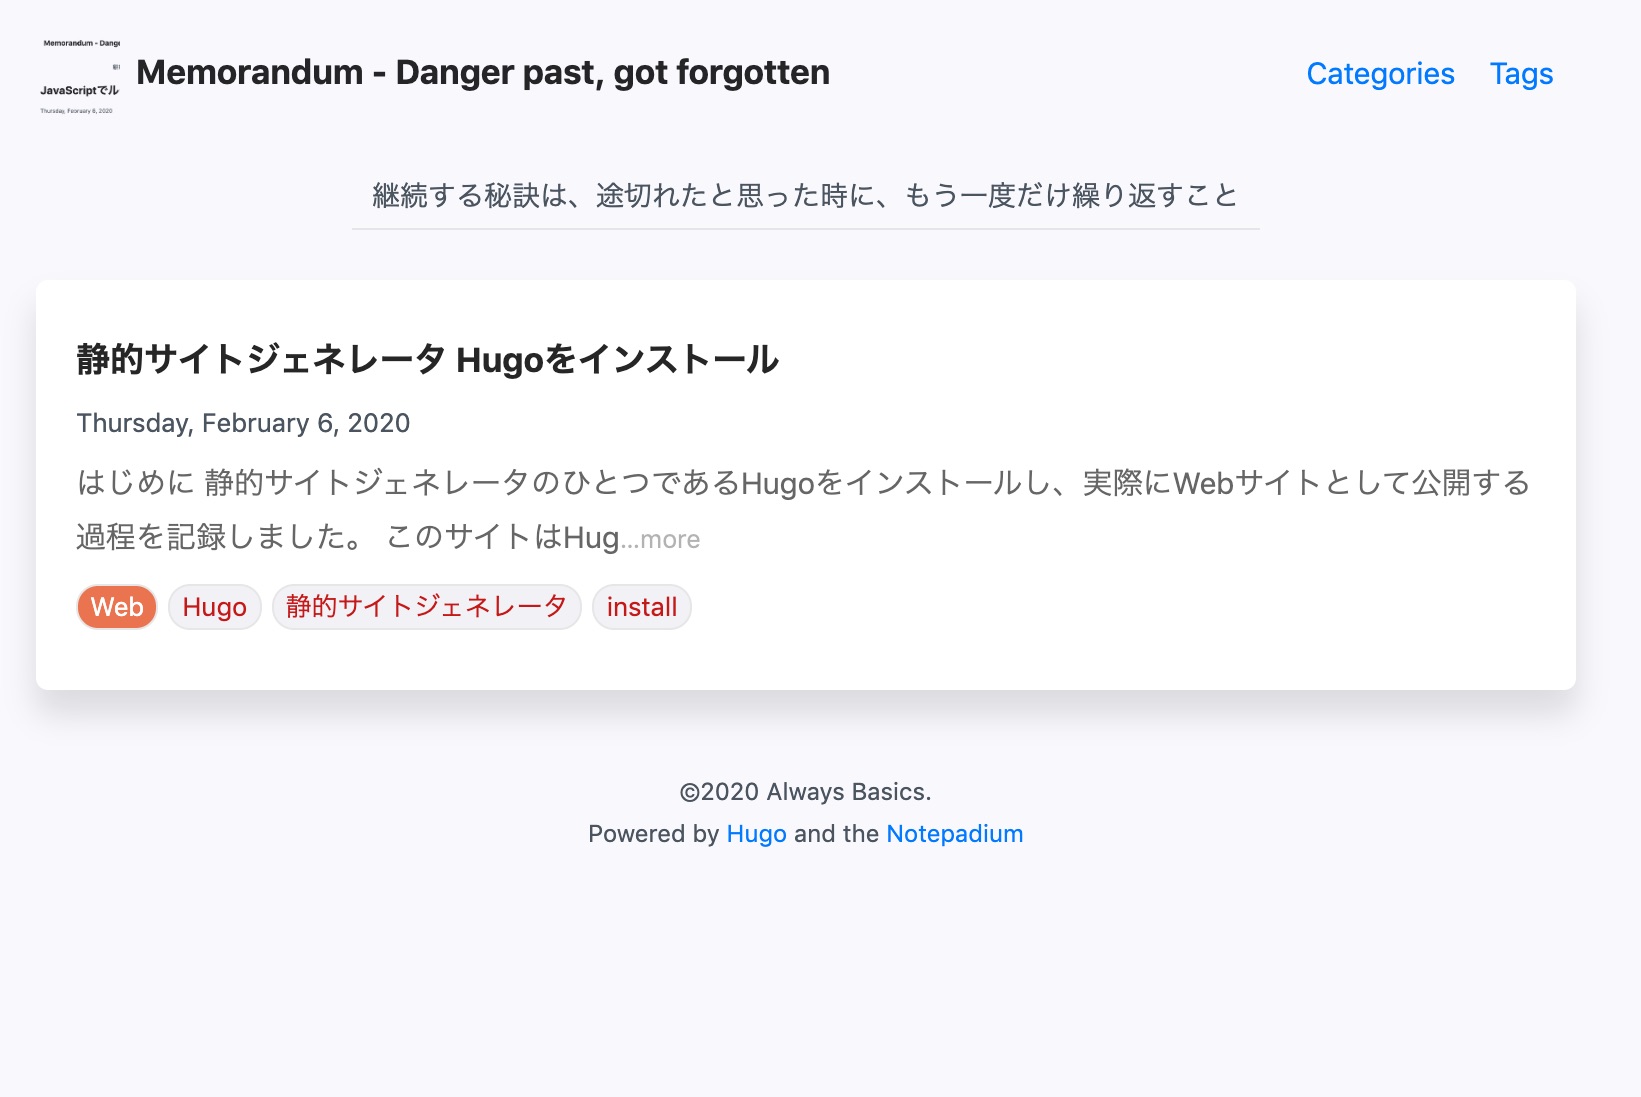 Memorandum - Dange
JavaScriptでル
Thursday, February 6, 2020
Memorandum - Danger past, got forgotten
Categories Tags
継続する秘訣は、途切れたと思った時に、もう一度だけ繰り返すこと
静的サイトジェネレータ Hugoをインストール
Thursday, February 6, 2020
はじめに 静的サイトジェネレータのひとつであるHugoをインストールし、実際にWebサイトとして公開する
過程を記録しました。 このサイトはHug...more
Web Hugo 静的サイトジェネレータ install
©2020 Always Basics.
Powered by Hugo and the Notepadium